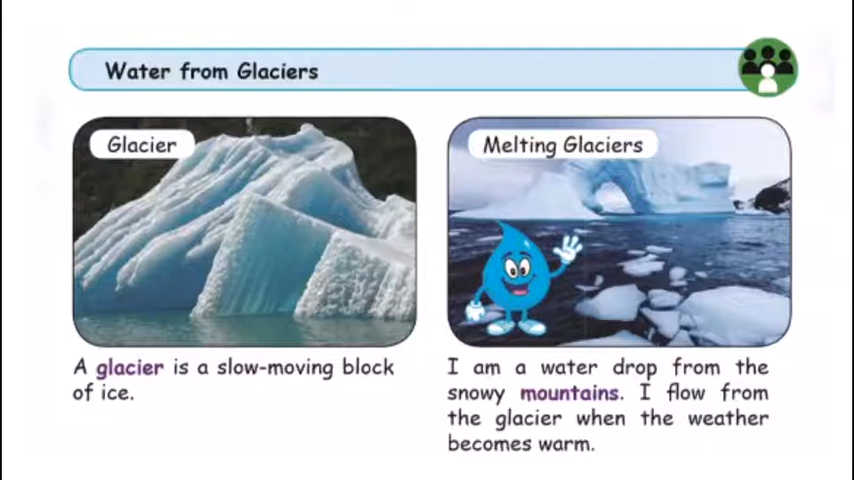 Water from Glaciers
Glacier
Melting Glaciers
A glacier is a slow-moving block
of ice.
I am a water drop from the
snowy mountains. I flow from
the glacier when the weather
becomes warm.